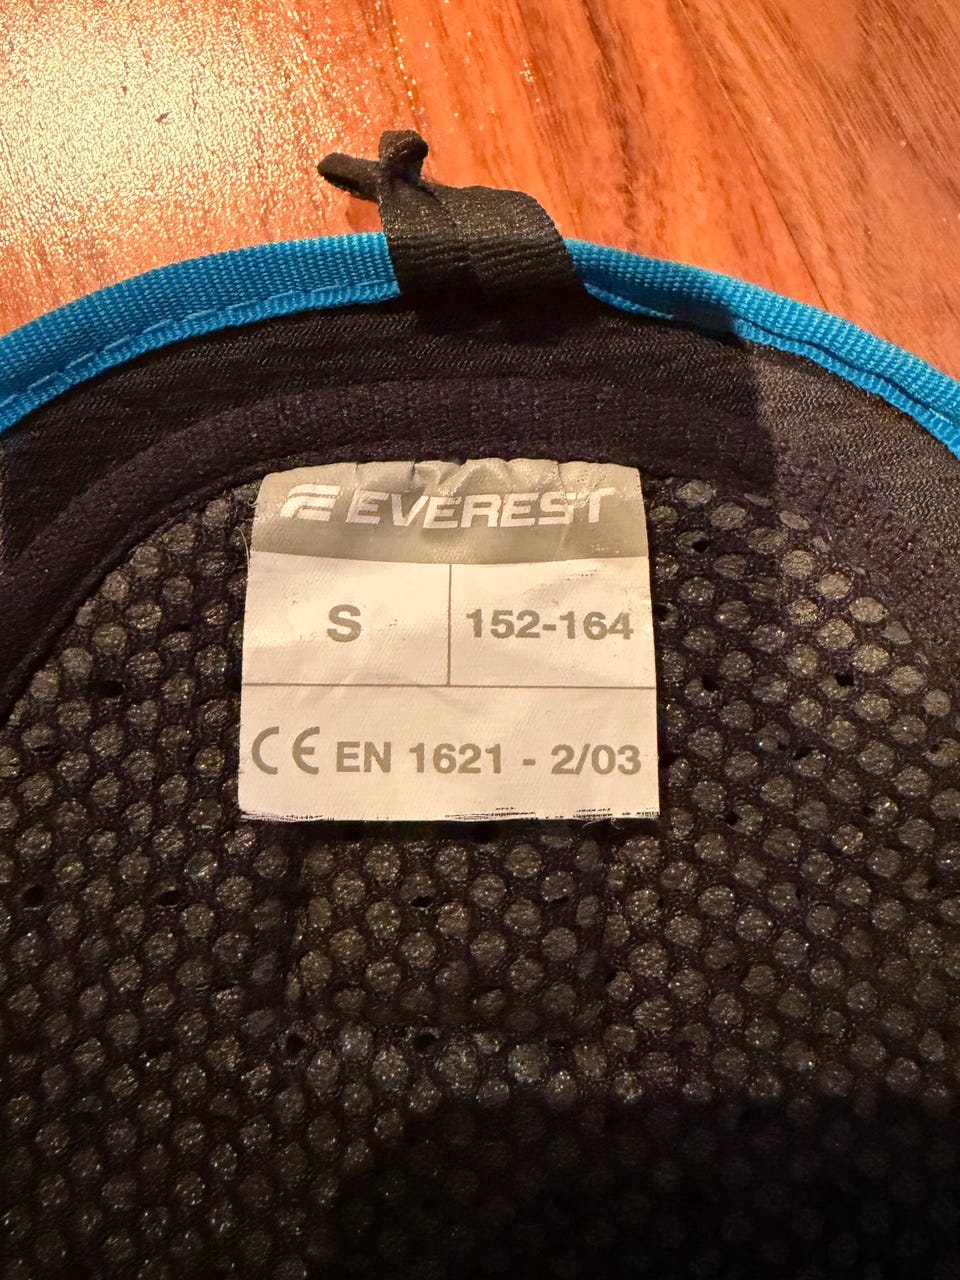 EVEREST
S 152-164
CE EN 1621 - 2/03